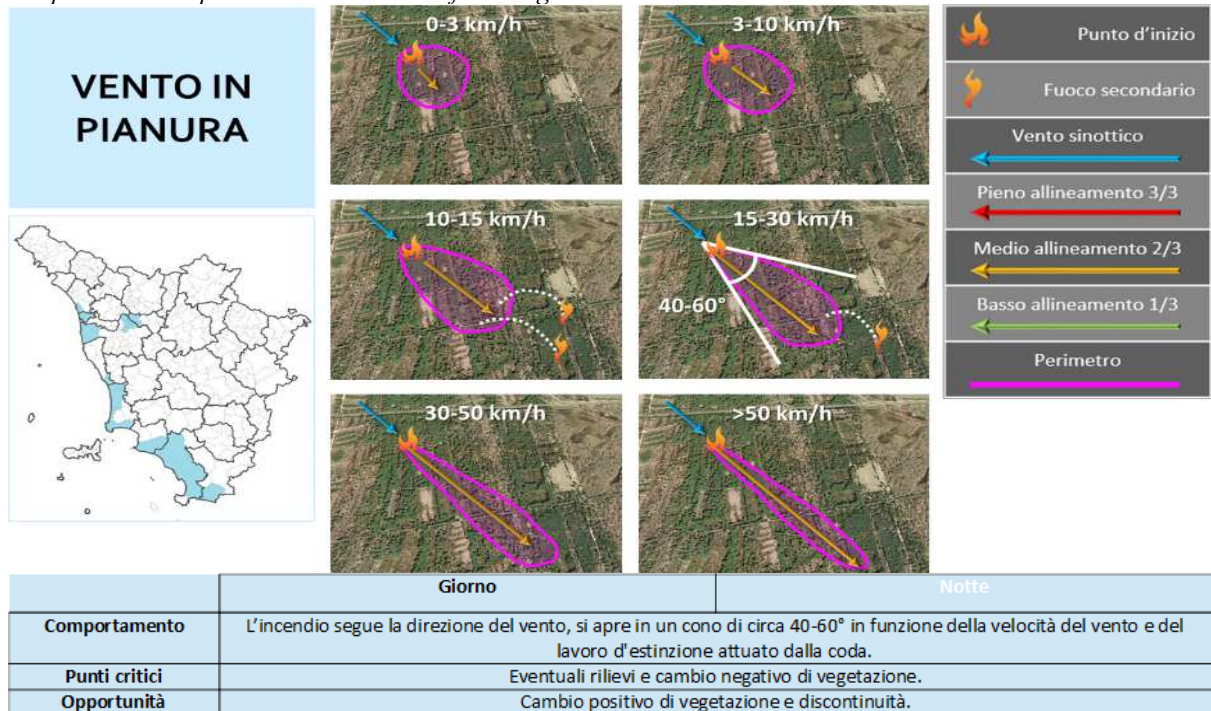 VENTO IN
PIANURA
0-3 km/h
3-10 km/h
10-15 km/h
15-30 km/h
40-60°
30-50 km/h
>50 km/h
Punto d'inizio
Fuoco secondario
Vento sinottico
Pieno allineamento 3/3
Medio allineamento 2/3
Basso allineamento 1/3
Perimetro
Giorno
Notte
Comportamento
L'incendio segue la direzione del vento, si apre in un cono di circa 40-60° in funzione della velocità del vento e del
lavoro d'estinzione attuato dalla coda.
Punti critici
Eventuali rilievi e cambio negativo di vegetazione.
Opportunità
Cambio positivo di vegetazione e discontinuità.